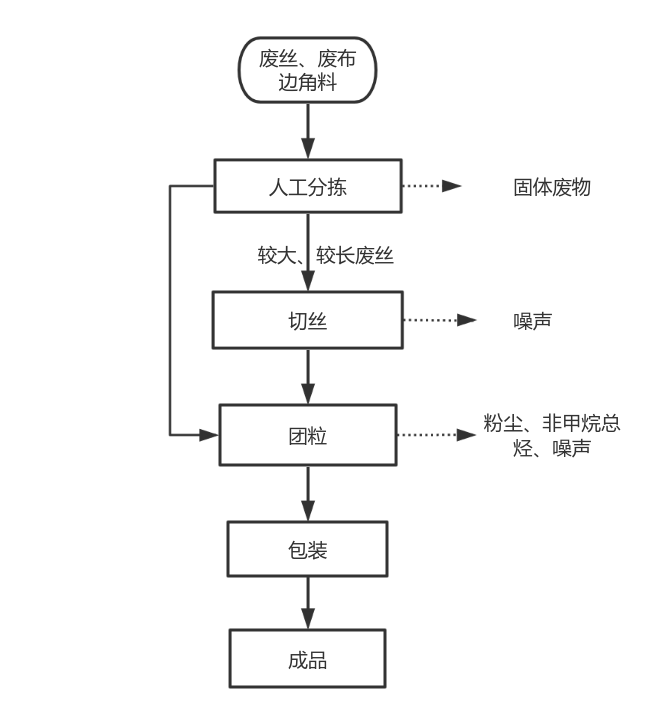 废丝、废布
边角料
人工分拣
固体废物
较大、较长废丝
切丝
噪声
团粒
粉尘、非甲烷总
烃、噪声
包装
成品